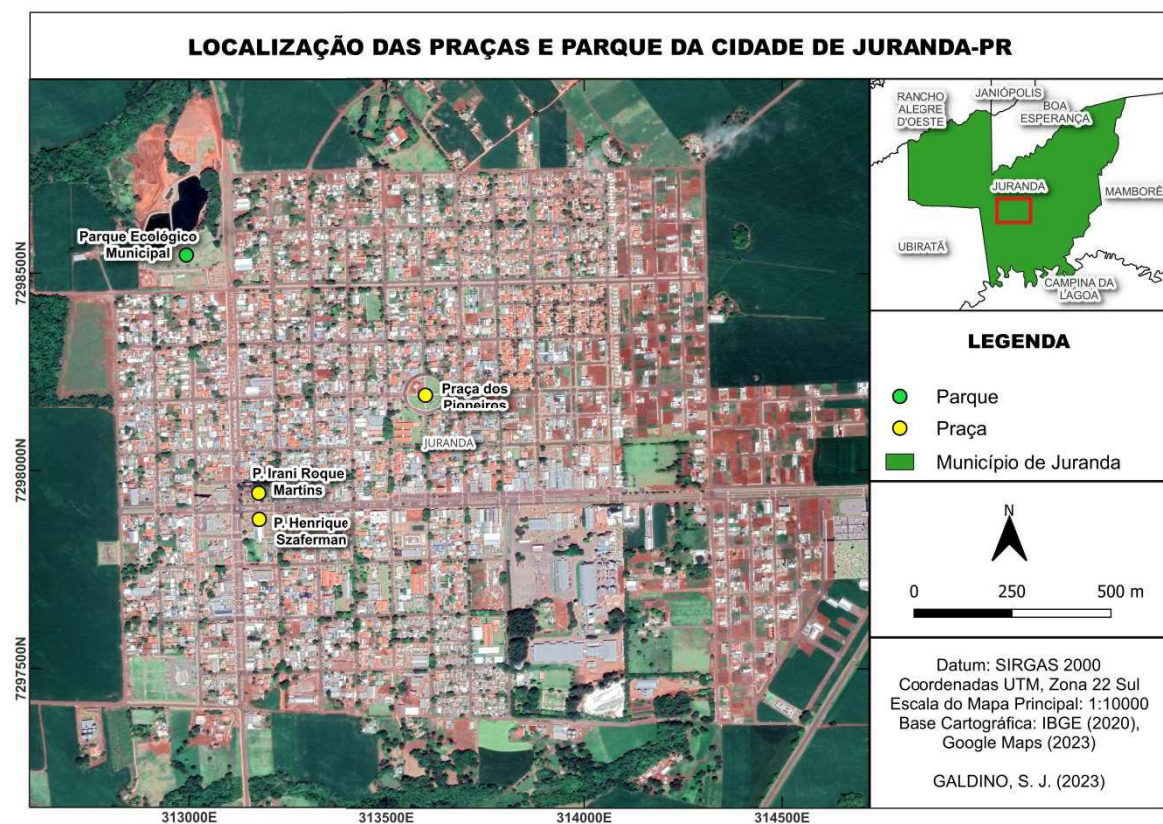 LOCALIZAÇÃO DAS PRAÇAS E PARQUE DA CIDADE DE JURANDA-PR
Parque Ecológico
Municipal
Praça dos
Pioneiros
JURANDA
P. Irani Roque
Martins
P. Henrique
Szaferman
7298500N
7298000N
7297500N
313000E
313500E
314000E
314500E
RANCHO
ALEGRE
D'OESTE
JANIÓPOLIS
BOA
ESPERANÇA
JURANDA
MAMBORÊ
UBIRATÃ
CAMPINA DA
LAGOA
LEGENDA
Parque
Praça
Município de Juranda
N
0 250 500 m
Datum: SIRGAS 2000
Coordenadas UTM, Zona 22 Sul
Escala do Mapa Principal: 1:10000
Base Cartográfica: IBGE (2020),
Google Maps (2023)
GALDINO, S. J. (2023)